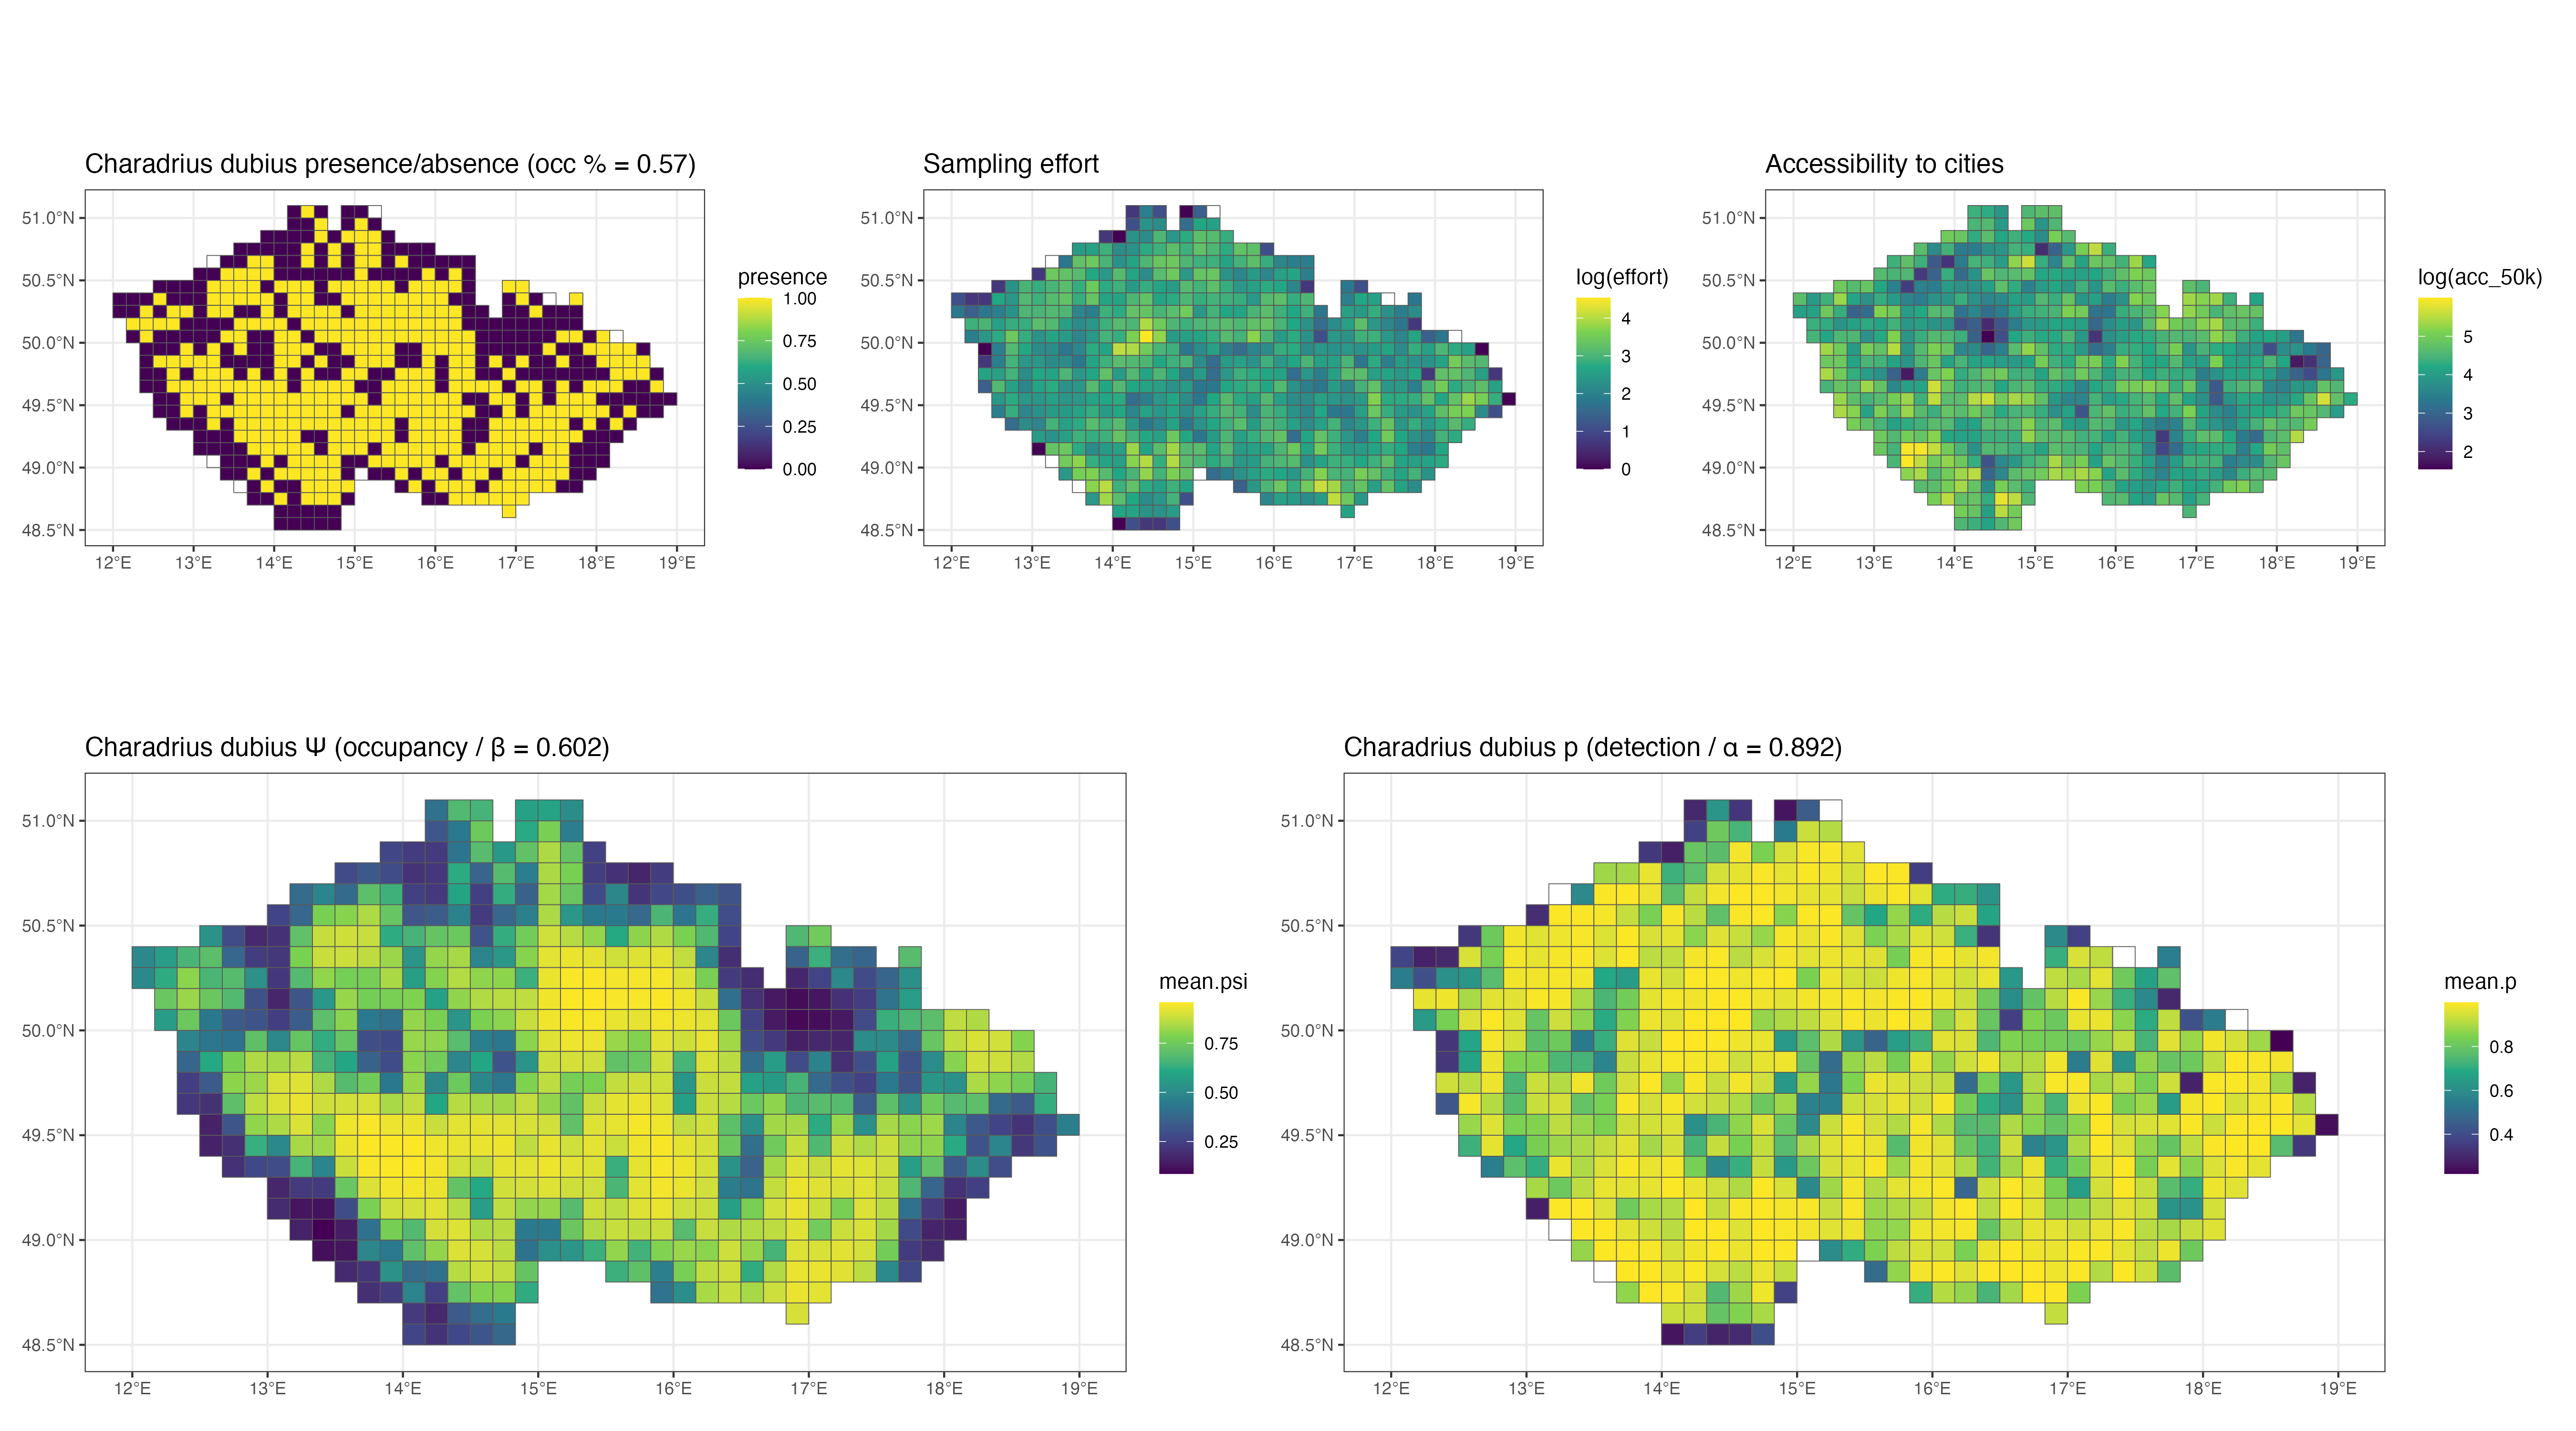 Charadrius dubius presence/absence (occ % = 0.57)
51.0°N
50.5°N
50.0°N
49.5°N
49.0°N
48.5°N
12°E 13°E 14°E 15°E 16°E 17°E 18°E 19°E
presence
1.00
0.75
0.50
0.25
0.00
Sampling effort
51.0°N
50.5°N
50.0°N
49.5°N
49.0°N
48.5°N
12°E 13°E 14°E 15°E 16°E 17°E 18°E 19°E
log(effort)
4
3
2
1
0
Accessibility to cities
51.0°N
50.5°N
50.0°N
49.5°N
49.0°N
48.5°N
12°E 13°E 14°E 15°E 16°E 17°E 18°E 19°E
log(acc_50k)
5
4
3
2
Charadrius dubius Ψ (occupancy / β = 0.602)
51.0°N
50.5°N
50.0°N
49.5°N
49.0°N
48.5°N
12°E 13°E 14°E 15°E 16°E 17°E 18°E 19°E
mean.psi
0.75
0.50
0.25
Charadrius dubius p (detection / α = 0.892)
51.0°N
50.5°N
50.0°N
49.5°N
49.0°N
48.5°N
12°E 13°E 14°E 15°E 16°E 17°E 18°E 19°E
mean.p
0.8
0.6
0.4